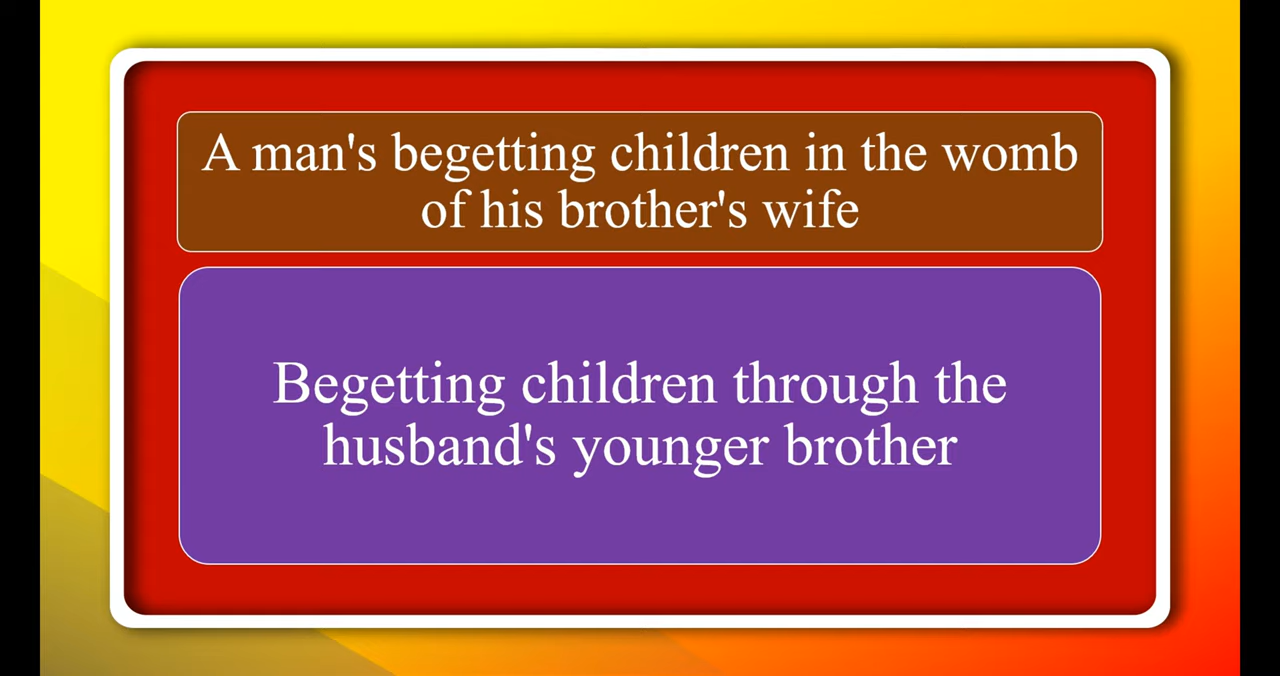 A man's begetting children in the womb
of his brother's wife
Begetting children through the
husband's younger brother